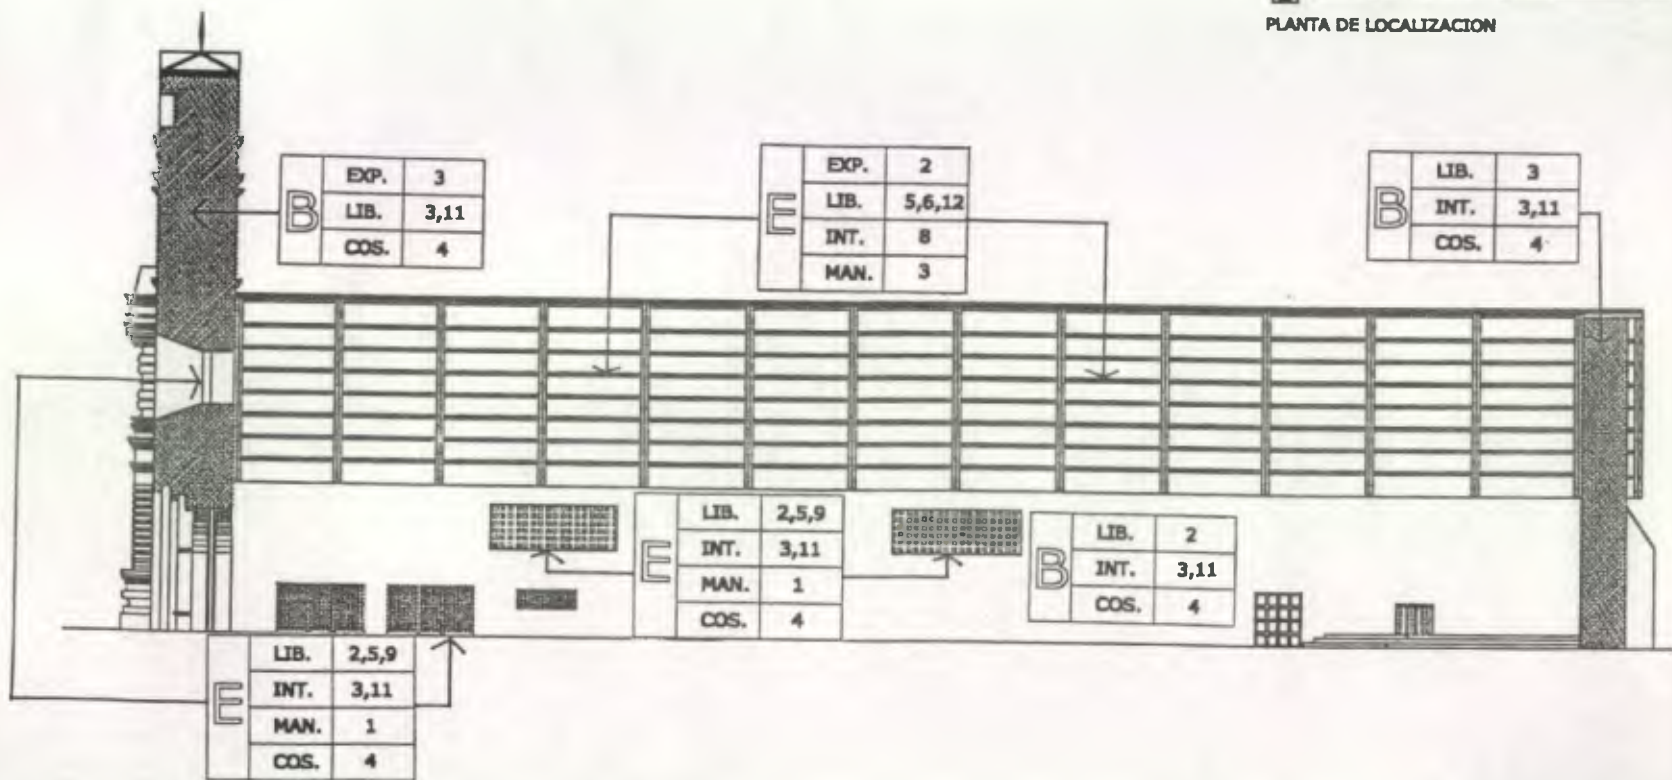 PLANTA DE LOCALIZACION
B
EXP. 3
LIB. 3,11
COS. 4
E
EXP. 2
LIB. 5,6,12
INT. 8
MAN. 3
B
LIB. 3
INT. 3,11
COS. 4
E
LIB. 2,5,9
INT. 3,11
MAN. 1
COS. 4
B
LIB. 2
INT. 3,11
COS. 4
E
LIB. 2,5,9
INT. 3,11
MAN. 1
COS. 4